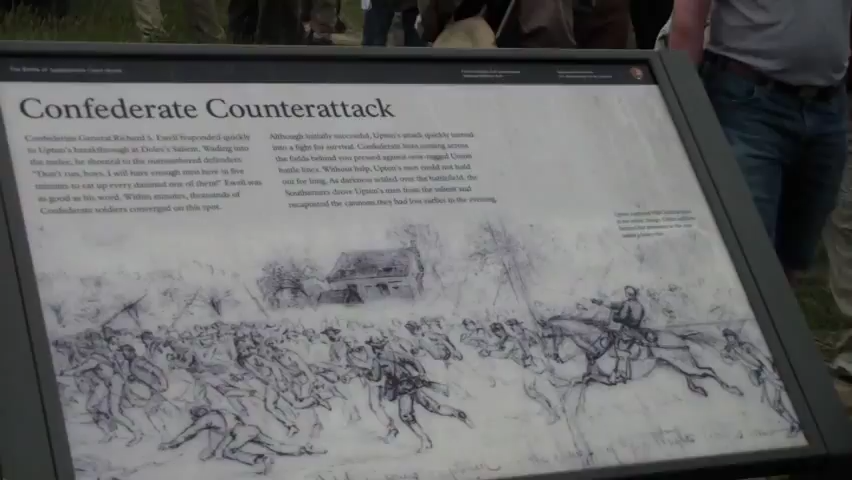 The Battle of Spotsylvania Court House
Confederate Counterattack
Confederate General Richard S. Ewell responded quickly
to Upton's breakthrough at Doles's Salient. Wading into
the melee, he shouted to the outnumbered defenders
"Don't run, boys. I will have enough men here in five
minutes to eat up every damned one of them!" Ewell was
as good as his word. Within minutes, thousands of
Confederate soldiers converged on this spot.
Although initially successful, Upton's attack quickly turned
into a fight for survival. Confederate lines coming across
the fields behind you pressed against ragged Union
battle lines. Without help, Upton's men could not hold
out for long. As darkness settled over the battlefield, the
Southerners drove Upton's men from the salient and
recaptured the cannons they had lost earlier in the evening.